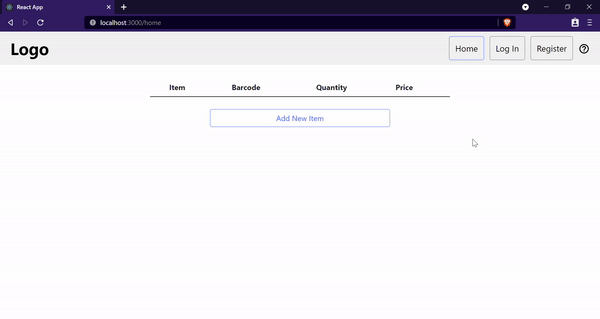 React App
localhost:3000/home
Logo
Home Log In Register
Item Barcode Quantity Price
Add New Item